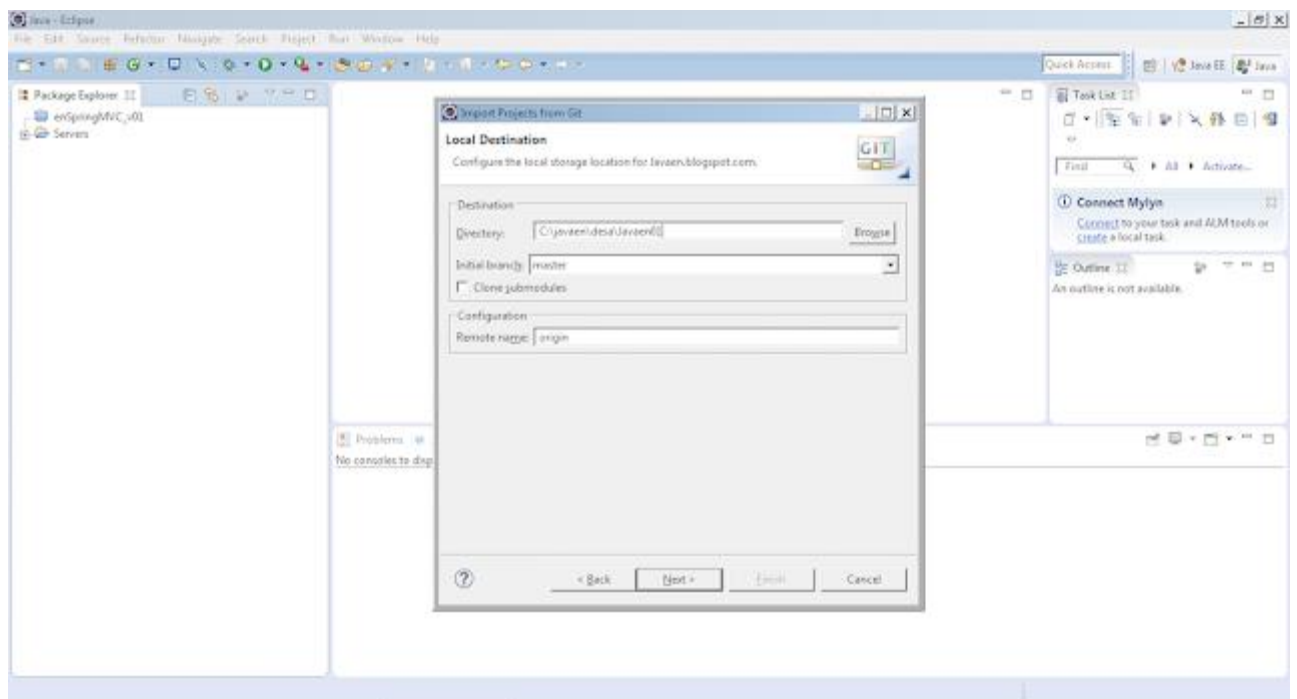 Java - Eclipse
File Edit Source Refactor Navigate Search Project Run Window Help
Quick Access
Java EE
Java
Package Explorer
enSpringMVC_v01
Servers
Import Projects from Git
Local Destination
Configure the local storage location for Javaen.blogspot.com.
GIT
Destination
Directory:
Browse
Initial branch: master
Clone submodules
Configuration
Remote name: origin
< Back
Next >
Finish
Cancel
Task List
Find
All
Activate...
Connect Mylyn
Connect to your task and ALM tools or
create a local task.
Outline
An outline is not available.
Problems
No consoles to disp